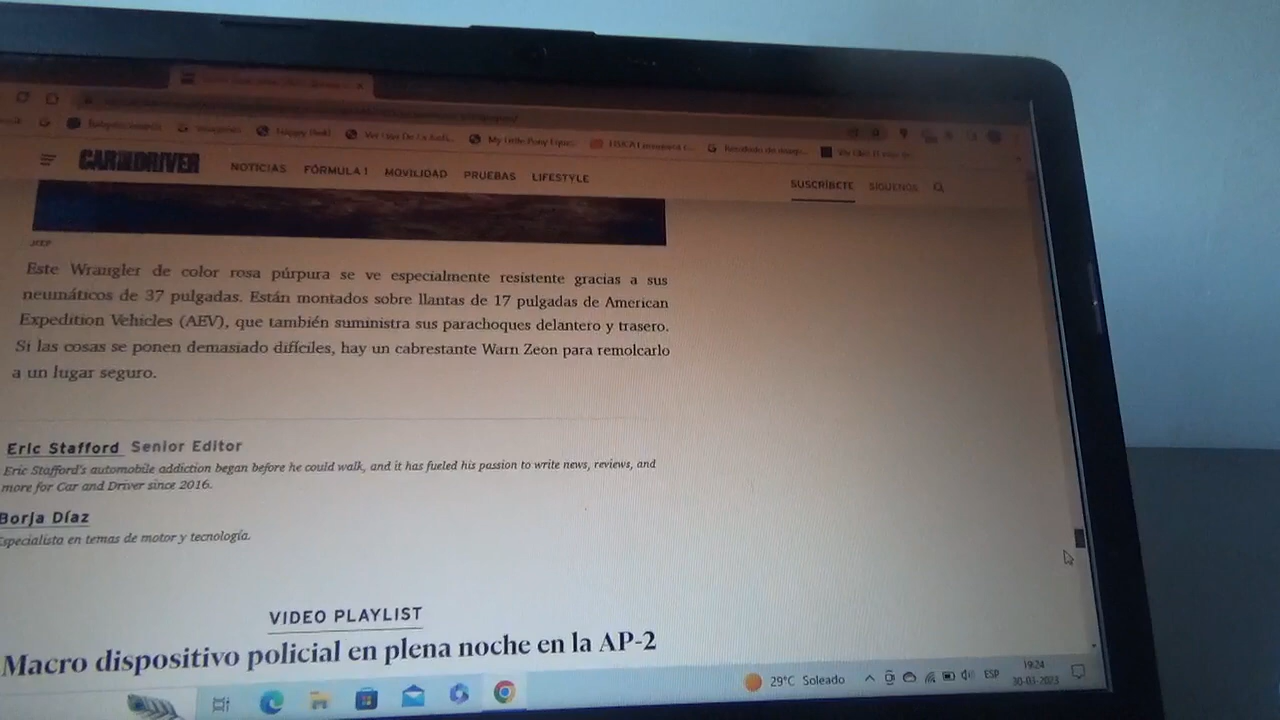 CAR AND DRIVER
NOTICIAS FÓRMULA 1 MOVILIDAD PRUEBAS LIFESTYLE
SUSCRÍBETE SÍGUENOS
JEEP
Este Wrangler de color rosa púrpura se ve especialmente resistente gracias a sus
neumáticos de 37 pulgadas. Están montados sobre llantas de 17 pulgadas de American
Expedition Vehicles (AEV), que también suministra sus parachoques delantero y trasero.
Si las cosas se ponen demasiado difíciles, hay un cabrestante Warn Zeon para remolcarlo
a un lugar seguro.
Eric Stafford Senior Editor
Eric Stafford's automobile addiction began before he could walk, and it has fueled his passion to write news, reviews, and
more for Car and Driver since 2016.
Borja Díaz
Especialista en temas de motor y tecnología.
VIDEO PLAYLIST
Macro dispositivo policial en plena noche en la AP-2
29°C Soleado
ESP
19:24
30-03-2023